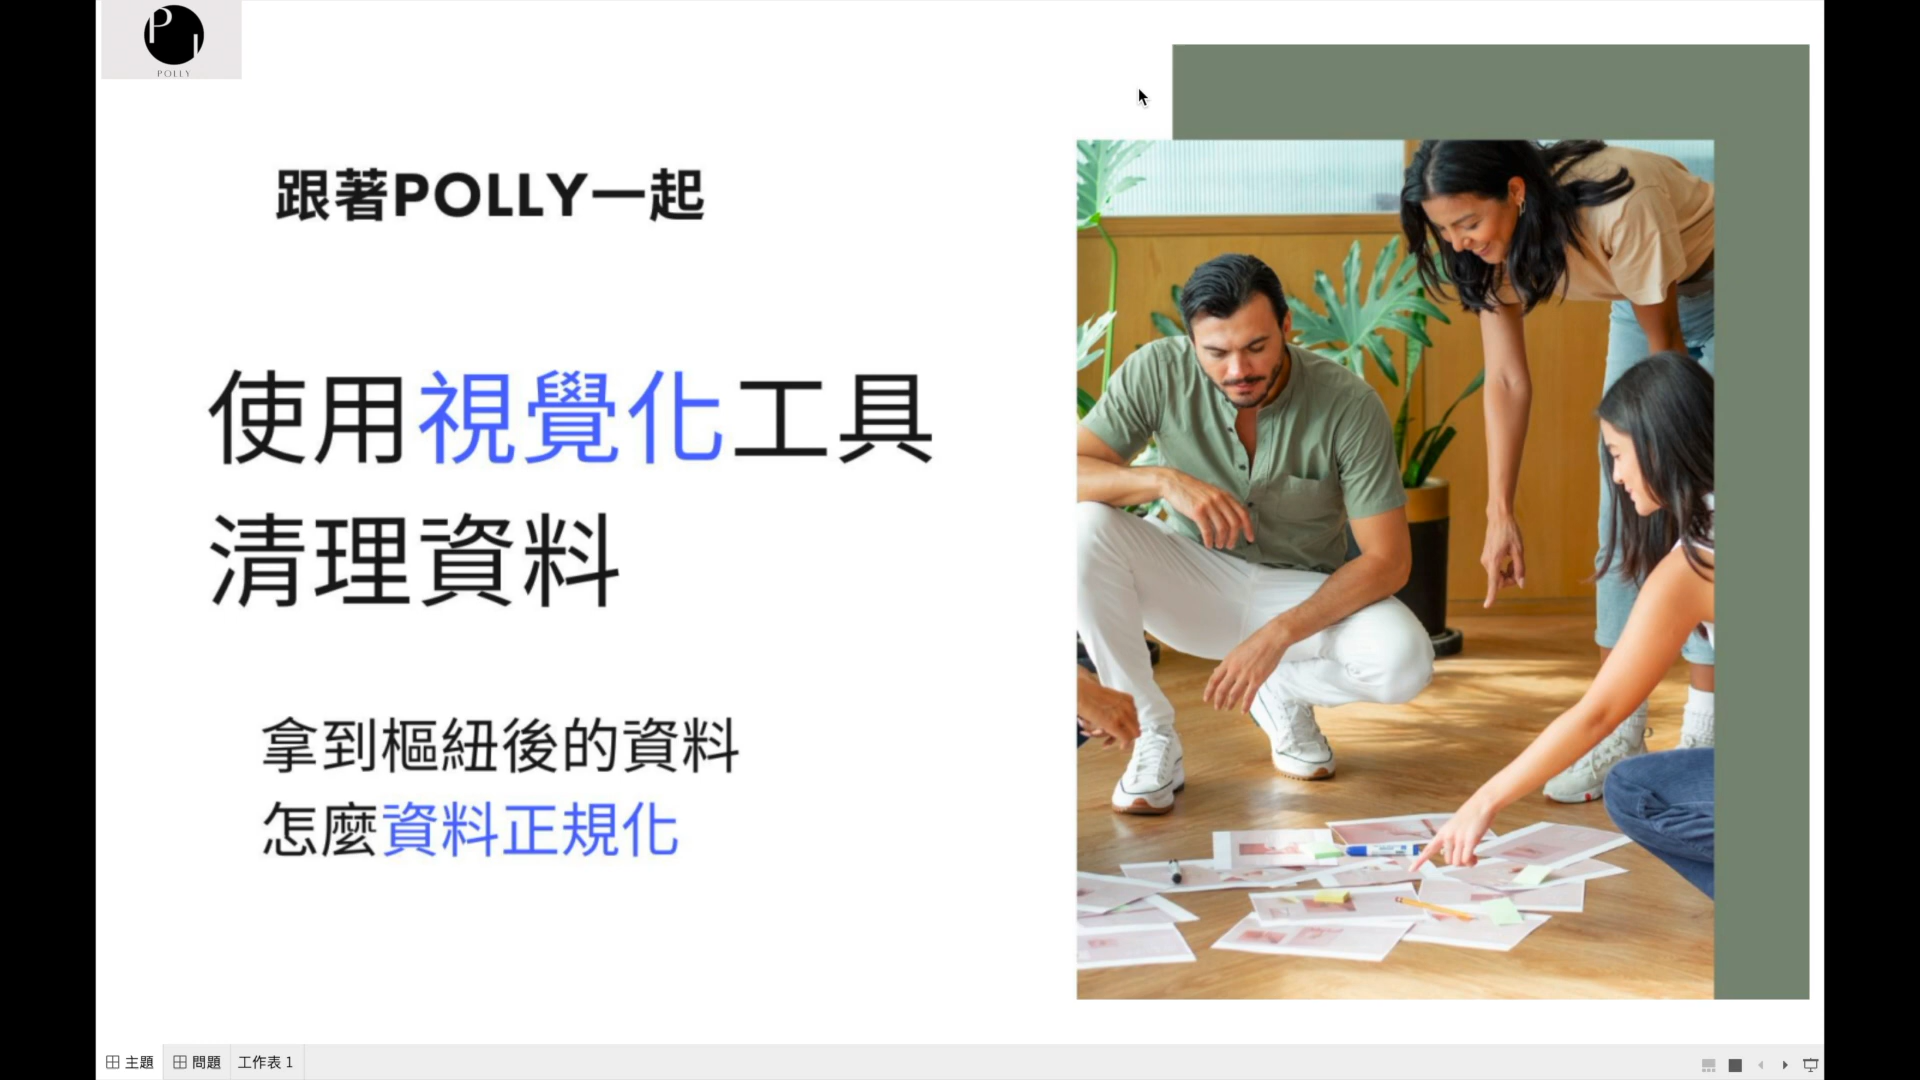 POLLY
跟著POLLY一起
使用視覺化工具
清理資料
拿到樞紐後的資料
怎麼資料正規化
主題
問題
工作表 1